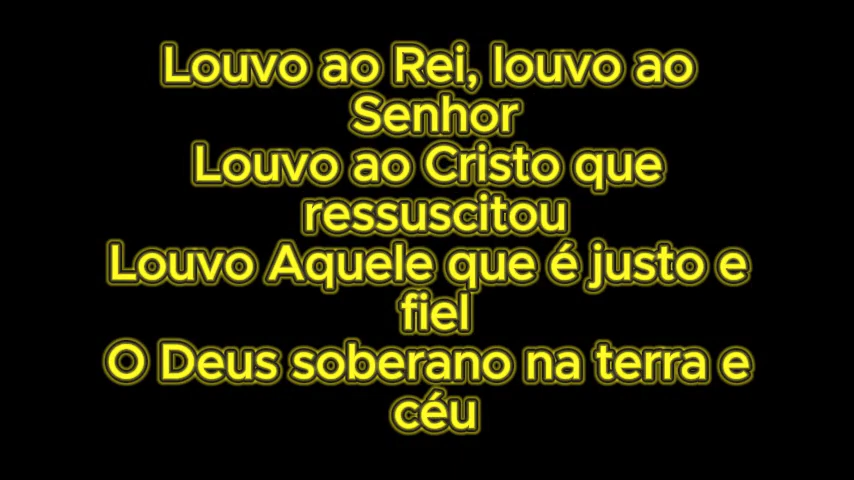 Louvo ao Rei, louvo ao
Senhor
Louvo ao Cristo que
ressuscitou
Louvo Aquele que é justo e
fiel
O Deus soberano na terra e
céu